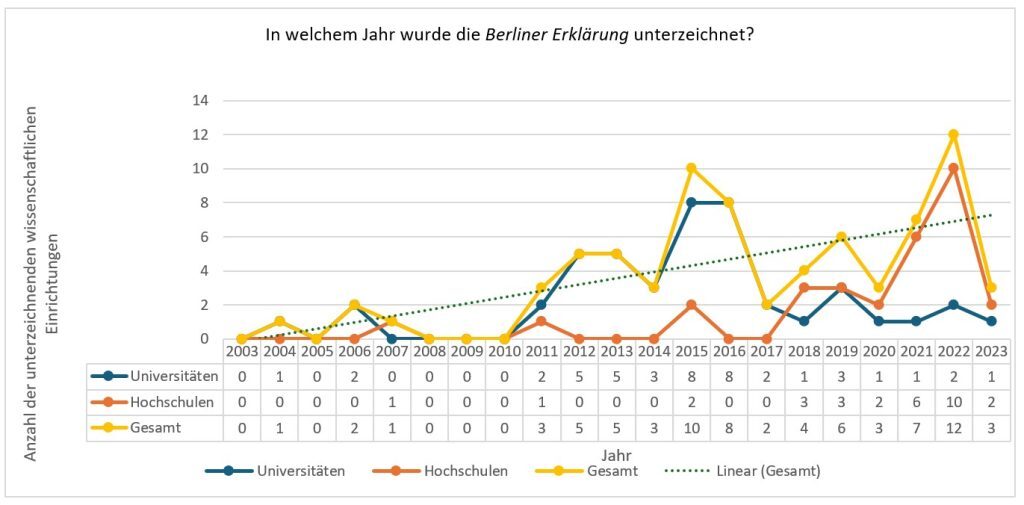 In welchem Jahr wurde die Berliner Erklärung unterzeichnet?
Anzahl der unterzeichnenden wissenschaftlichen
Einrichtungen
14
12
10
8
6
4
2
0
2003 2004 2005 2006 2007 2008 2009 2010 2011 2012 2013 2014 2015 2016 2017 2018 2019 2020 2021 2022 2023
Universitäten 0 1 0 2 0 0 0 0 2 5 5 3 8 8 2 1 3 1 1 2 1
Hochschulen 0 0 0 0 1 0 0 0 1 0 0 0 2 0 0 3 3 2 6 10 2
Gesamt 0 1 0 2 1 0 0 0 3 5 5 3 10 8 2 4 6 3 7 12 3
Jahr
Universitäten Hochschulen Gesamt Linear (Gesamt)